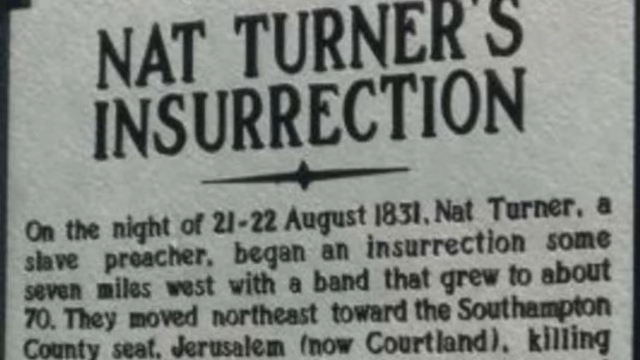 NAT TURNER'S
INSURRECTION
On the night of 21-22 August 1831, Nat Turner, a
slave preacher, began an insurrection some
seven miles west with a band that grew to about
70. They moved northeast toward the Southampton
County seat, Jerusalem (now Courtland), killing